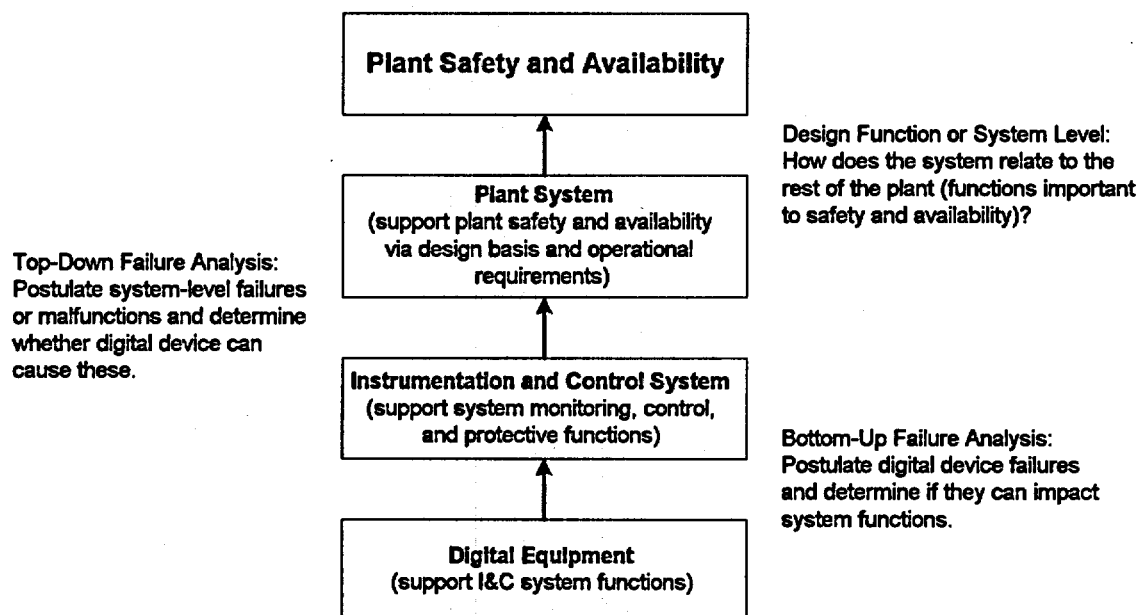 Plant Safety and Availability
Design Function or System Level:
How does the system relate to the
rest of the plant (functions important
to safety and availability)?
Plant System
(support plant safety and availability
via design basis and operational
requirements)
Top-Down Failure Analysis:
Postulate system-level failures
or malfunctions and determine
whether digital device can
cause these.
Instrumentation and Control System
(support system monitoring, control,
and protective functions)
Bottom-Up Failure Analysis:
Postulate digital device failures
and determine if they can impact
system functions.
Digital Equipment
(support I&C system functions)